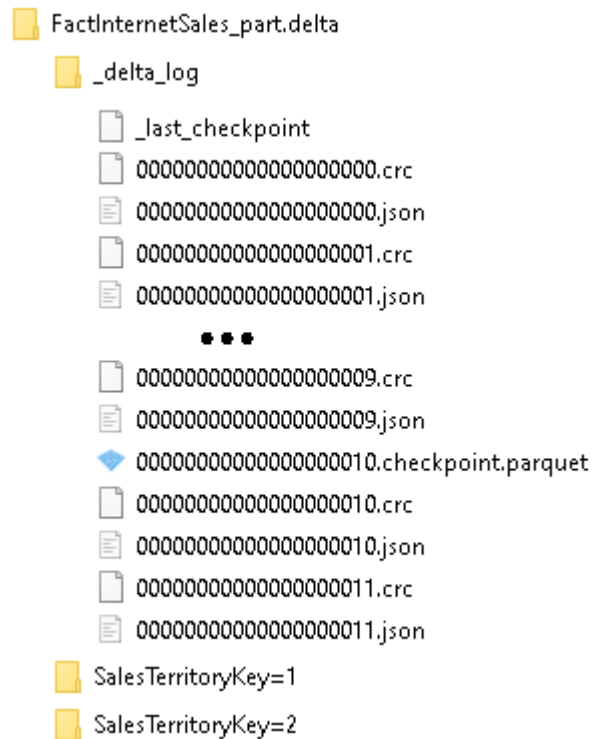 FactInternetSales_part.delta
_delta_log
_last_checkpoint
00000000000000000000.crc
00000000000000000000.json
00000000000000000001.crc
00000000000000000001.json
•••
00000000000000000009.crc
00000000000000000009.json
00000000000000000010.checkpoint.parquet
00000000000000000010.crc
00000000000000000010.json
00000000000000000011.crc
00000000000000000011.json
SalesTerritoryKey=1
SalesTerritoryKey=2